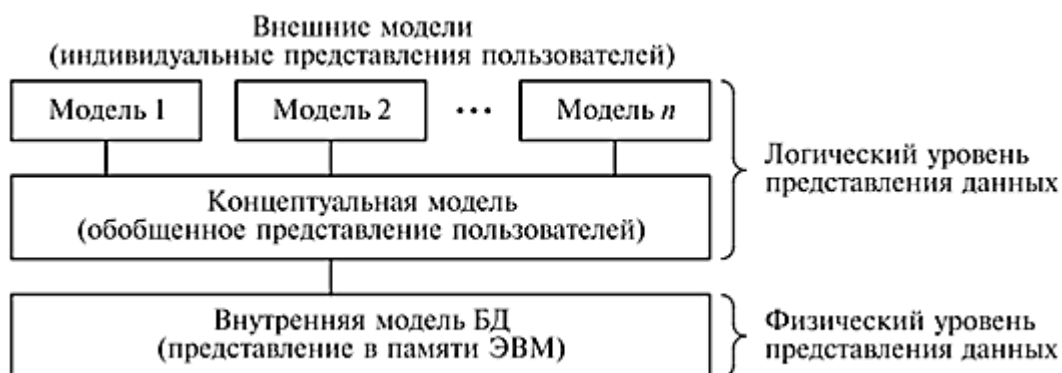 Внешние модели
(индивидуальные представления пользователей)
Модель 1
Модель 2
...
Модель n
Логический уровень
представления данных
Концептуальная модель
(обобщенное представление пользователей)
Внутренняя модель БД
(представление в памяти ЭВМ)
Физический уровень
представления данных